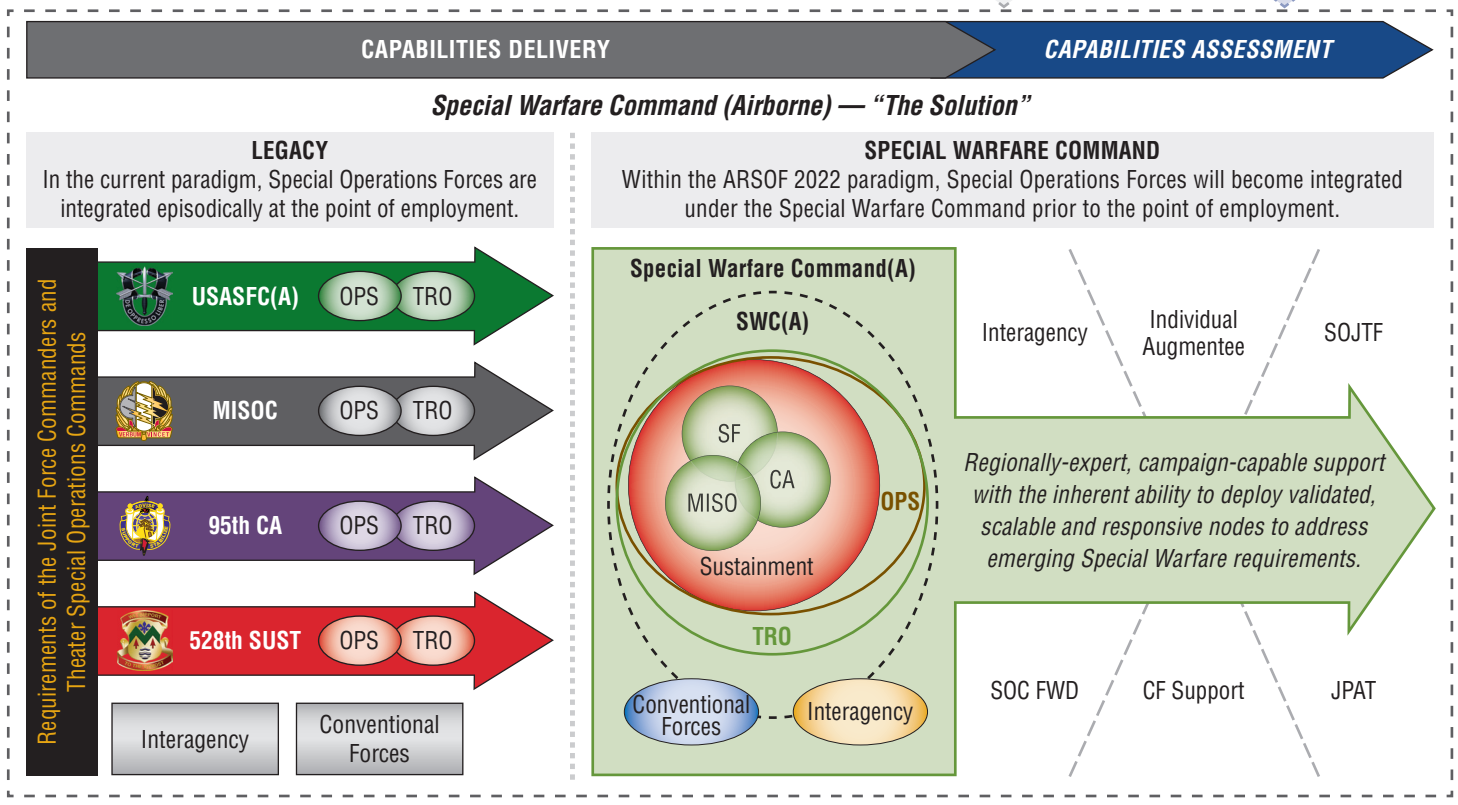 CAPABILITIES DELIVERY
CAPABILITIES ASSESSMENT
Special Warfare Command (Airborne) — “The Solution”
LEGACY
In the current paradigm, Special Operations Forces are
integrated episodically at the point of employment.
SPECIAL WARFARE COMMAND
Within the ARSOF 2022 paradigm, Special Operations Forces will become integrated
under the Special Warfare Command prior to the point of employment.
Requirements of the Joint Force Commanders and
Theater Special Operations Commands
DE OPPRESSO LIBER
USASFC(A)
OPS
TRO
VERBUM VINCET
MISOC
OPS
TRO
95th CA
OPS
TRO
528th SUST
OPS
TRO
Interagency
Conventional
Forces
Special Warfare Command(A)
SWC(A)
SF
CA
MISO
OPS
Sustainment
TRO
Conventional
Forces
Interagency
Interagency
Individual
Augmentee
SOJTF
Regionally-expert, campaign-capable support
with the inherent ability to deploy validated,
scalable and responsive nodes to address
emerging Special Warfare requirements.
SOC FWD
CF Support
JPAT